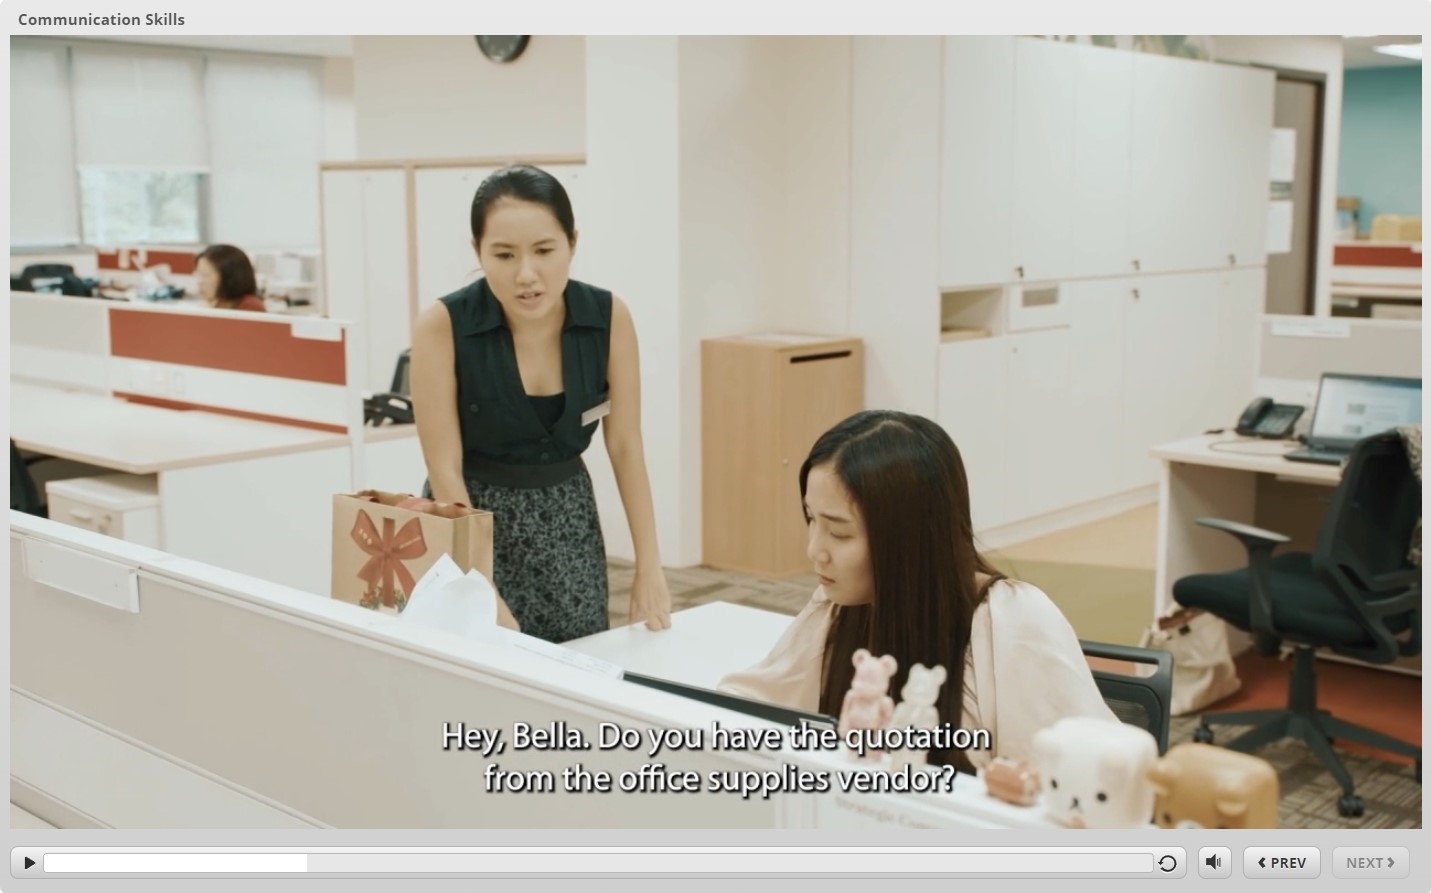 Communication Skills
Hey, Bella. Do you have the quotation
from the office supplies vendor?
PREV
NEXT